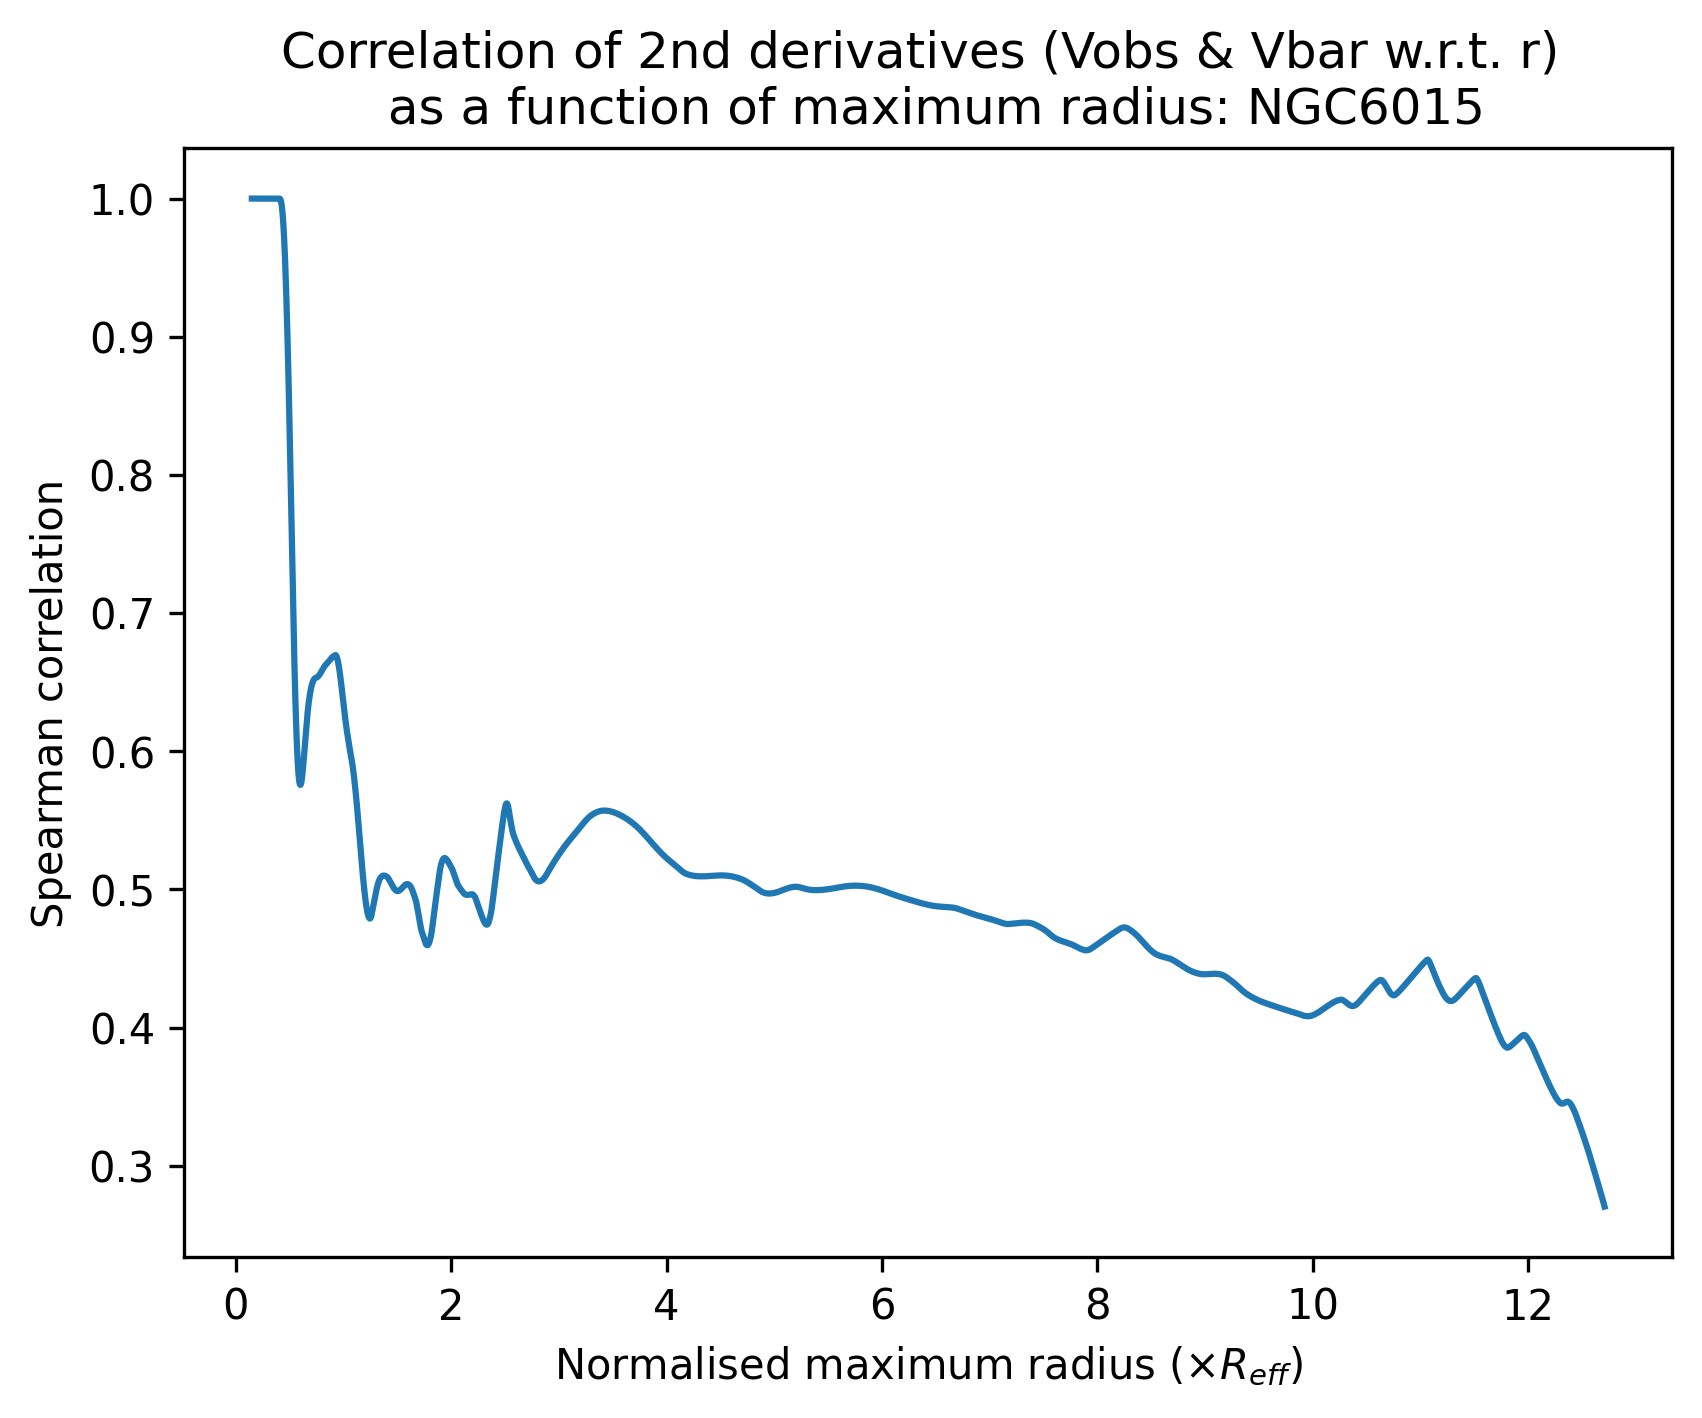 Correlation of 2nd derivatives (Vobs & Vbar w.r.t. r)
as a function of maximum radius: NGC6015
Spearman correlation
1.0
0.9
0.8
0.7
0.6
0.5
0.4
0.3
0 2 4 6 8 10 12
Normalised maximum radius (×R_eff)